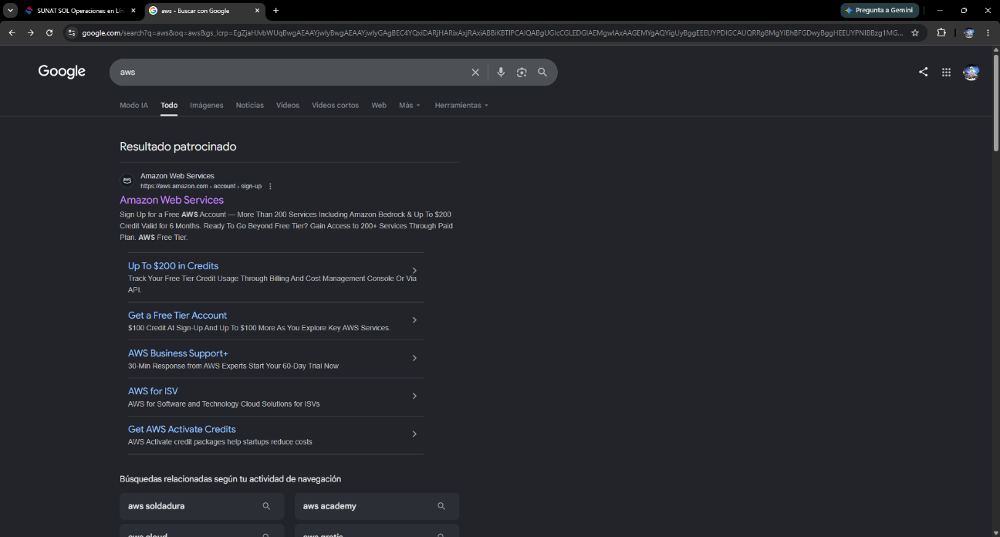 SUNAT SOL Operaciones en Lín
aws - Buscar con Google
Pregunta a Gemini
Google
aws
Modo IA
Todo
Imágenes
Noticias
Videos
Videos cortos
Web
Más
Herramientas
Resultado patrocinado
aws
Amazon Web Services
https://aws.amazon.com › account › sign-up
Amazon Web Services
Sign Up for a Free AWS Account — More Than 200 Services Including Amazon Bedrock & Up To $200
Credit Valid for 6 Months. Ready To Go Beyond Free Tier? Gain Access to 200+ Services Through Paid
Plan. AWS Free Tier.
Up To $200 in Credits
Track Your Free Tier Credit Usage Through Billing And Cost Management Console Or Via
API.
Get a Free Tier Account
$100 Credit At Sign-Up And Up To $100 More As You Explore Key AWS Services.
AWS Business Support+
30-Min Response from AWS Experts Start Your 60-Day Trial Now
AWS for ISV
AWS for Software and Technology Cloud Solutions for ISVs
Get AWS Activate Credits
AWS Activate credit packages help startups reduce costs
Búsquedas relacionadas según tu actividad de navegación
aws soldadura
aws academy
aws cloud
aws gratis